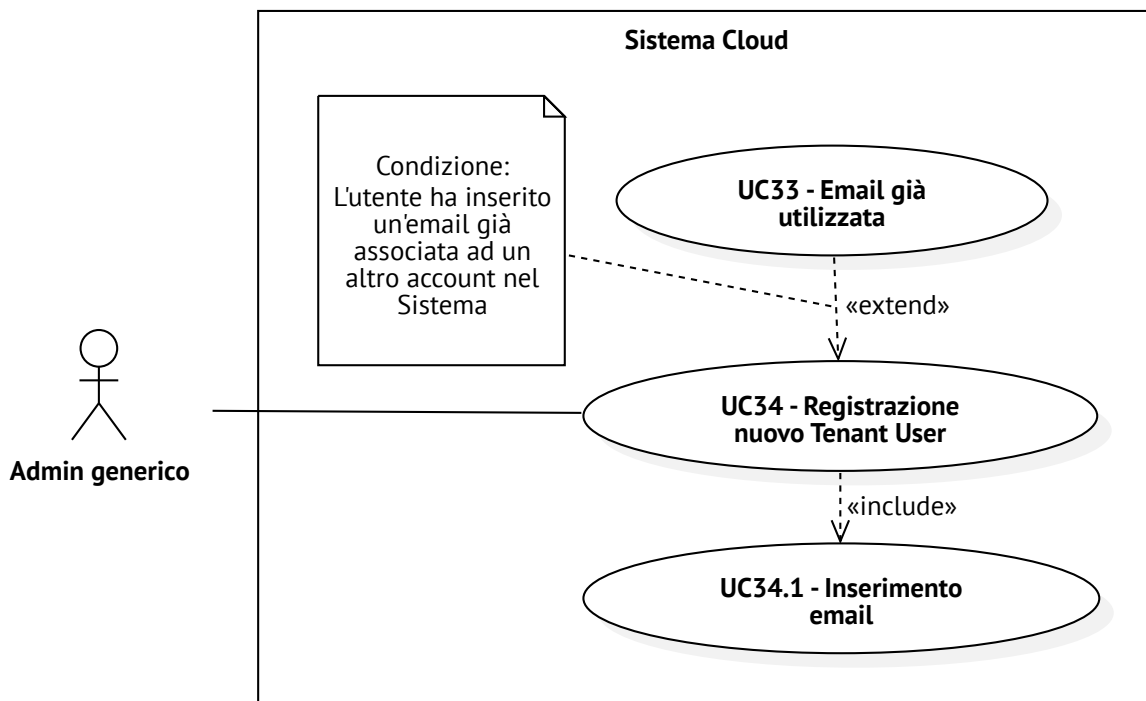 Sistema Cloud
Condizione:
L'utente ha inserito
un'email già
associata ad un
altro account nel
Sistema
UC33 - Email già
utilizzata
«extend»
UC34 - Registrazione
nuovo Tenant User
Admin generico
«include»
UC34.1 - Inserimento
email